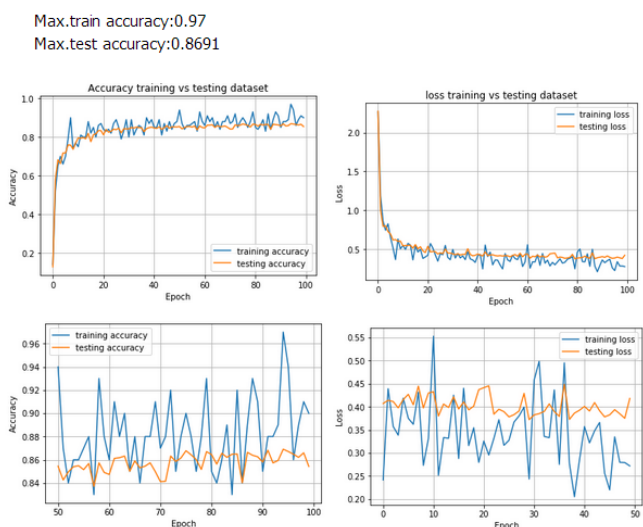 Max.train accuracy:0.97
Max.test accuracy:0.8691
Accuracy training vs testing dataset
1.0
0.8
0.6
0.4
0.2
Accuracy
training accuracy
testing accuracy
0 20 40 60 80 100
Epoch
loss training vs testing dataset
2.0
1.5
1.0
0.5
Loss
training loss
testing loss
0 20 40 60 80 100
Epoch
0.96
0.94
0.92
0.90
0.88
0.86
0.84
Accuracy
training accuracy
testing accuracy
50 60 70 80 90 100
Epoch
0.55
0.50
0.45
0.40
0.35
0.30
0.25
0.20
Loss
training loss
testing loss
0 10 20 30 40 50
Epoch